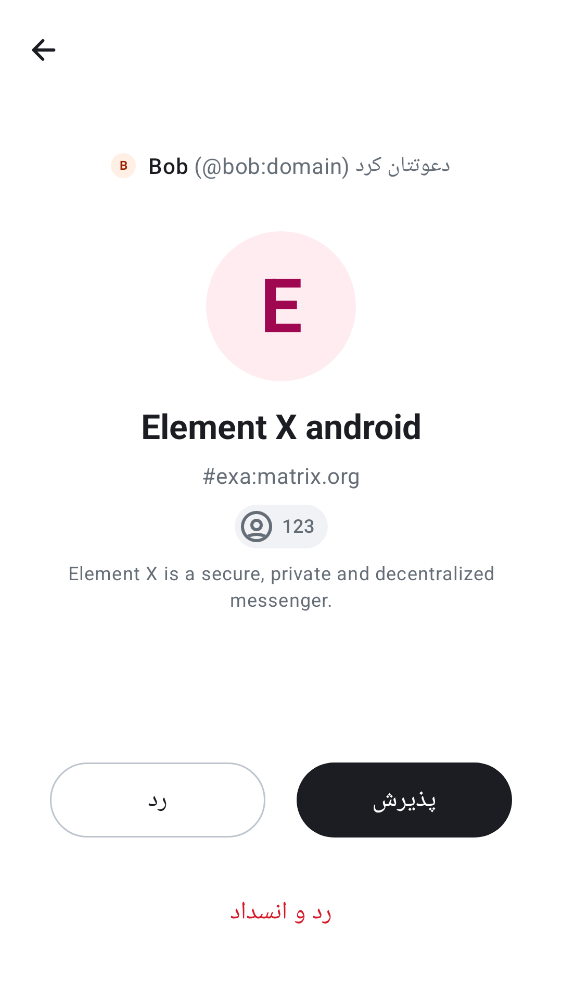 B
Bob (@bob:domain) دعوتتان کرد
E
Element X android
#exa:matrix.org
123
Element X is a secure, private and decentralized
messenger.
رد
پذیرش
رد و انسداد